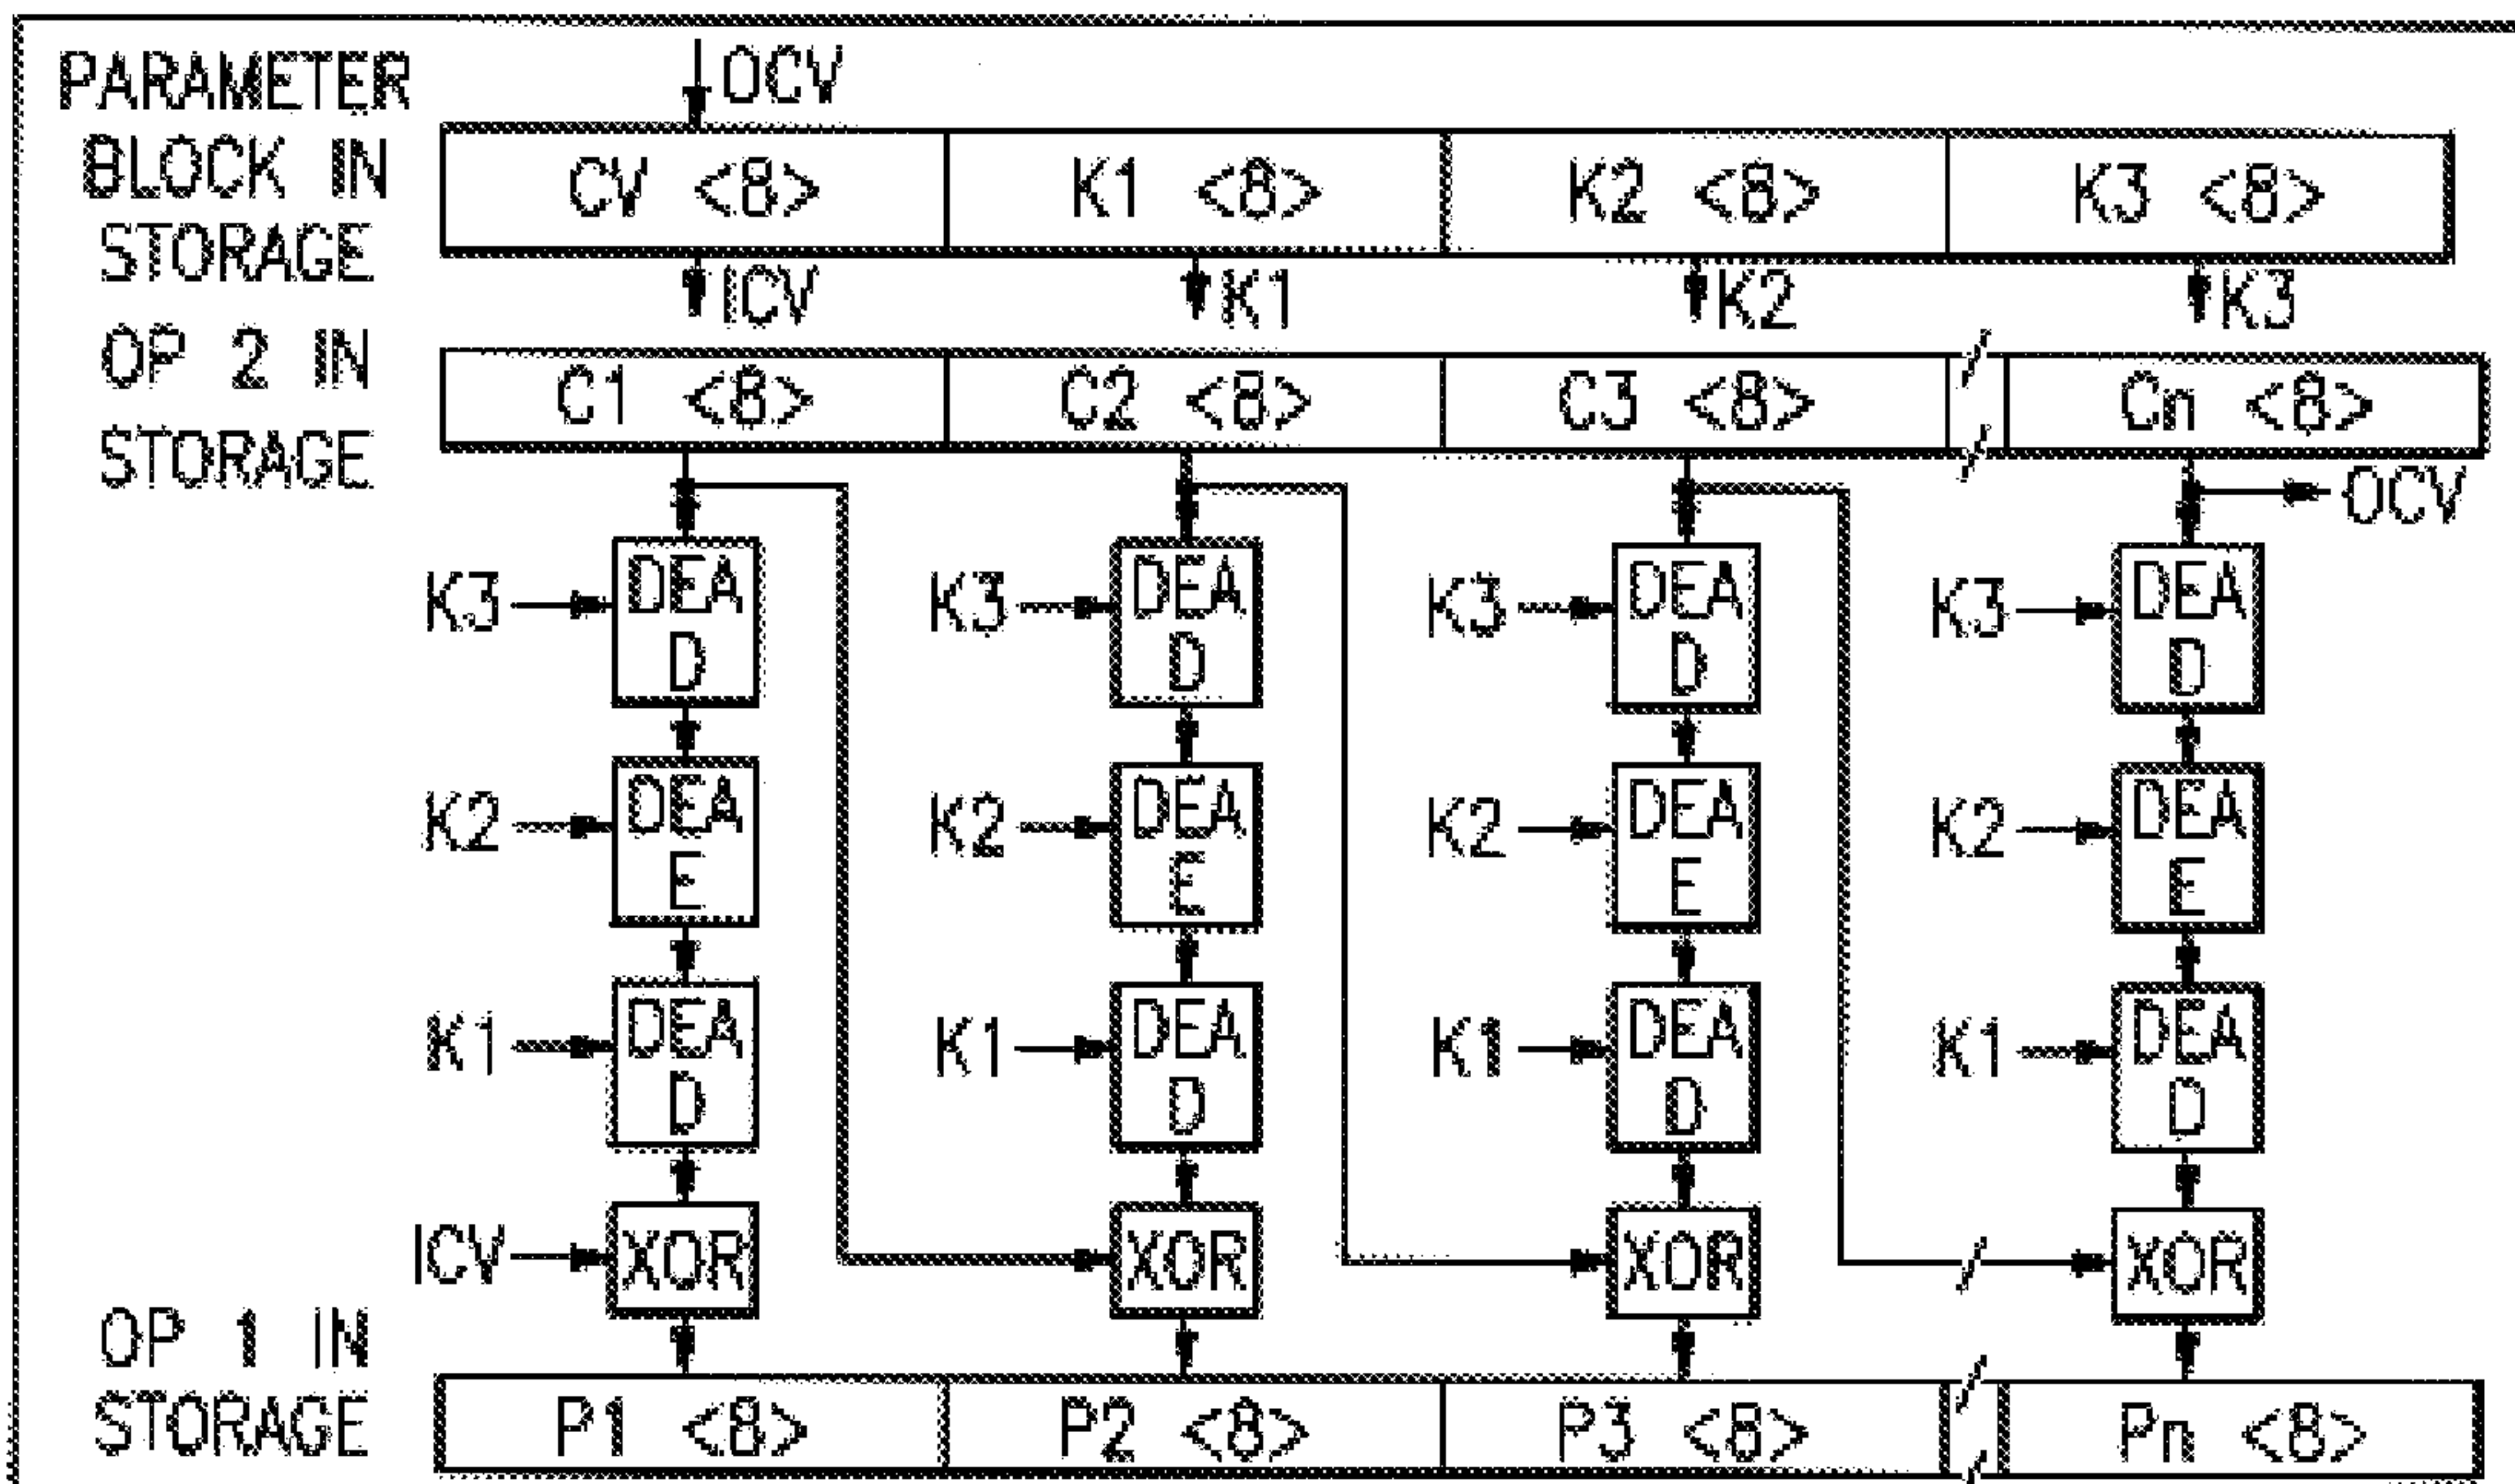 PARAMETER
BLOCK IN
STORAGE
OCV
CV <8> K1 <8> K2 <8> K3 <8>
ICV K1 K2 K3
OP 2 IN
STORAGE
C1 <8> C2 <8> C3 <8> Cn <8>
OCV
K3 DEA K3 DEA K3 DEA K3 DEA
D D D D
K2 DEA K2 DEA K2 DEA K2 DEA
E E E E
K1 DEA K1 DEA K1 DEA K1 DEA
D D D D
ICV XOR XOR XOR XOR
OP 1 IN
STORAGE
P1 <8> P2 <8> P3 <8> Pn <8>